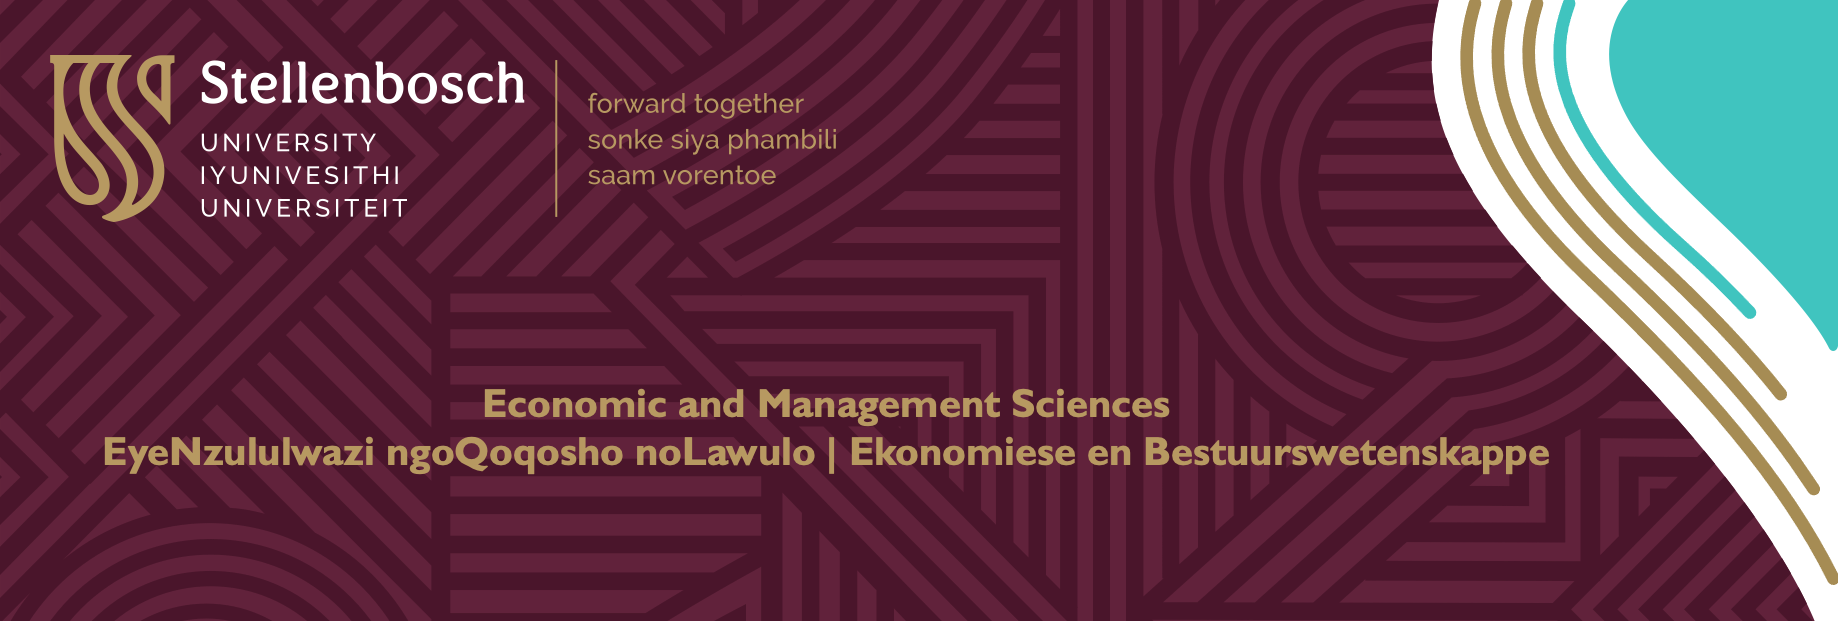 Stellenbosch
UNIVERSITY
IYUNIVESITHI
UNIVERSITEIT
forward together
sonke siya phambili
saam vorentoe
Economic and Management Sciences
EyeNzululwazi ngoQoqosho noLawulo | Ekonomiese en Bestuurswetenskappe